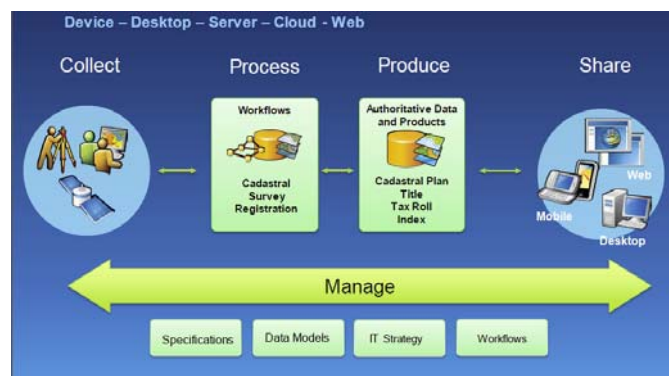 Device – Desktop – Server – Cloud - Web
Collect
Process
Produce
Share
Workflows
Cadastral
Survey
Registration
Authoritative Data
and Products
Cadastral Plan
Title
Tax Roll
Index
Web
Mobile
Desktop
Manage
Specifications
Data Models
IT Strategy
Workflows